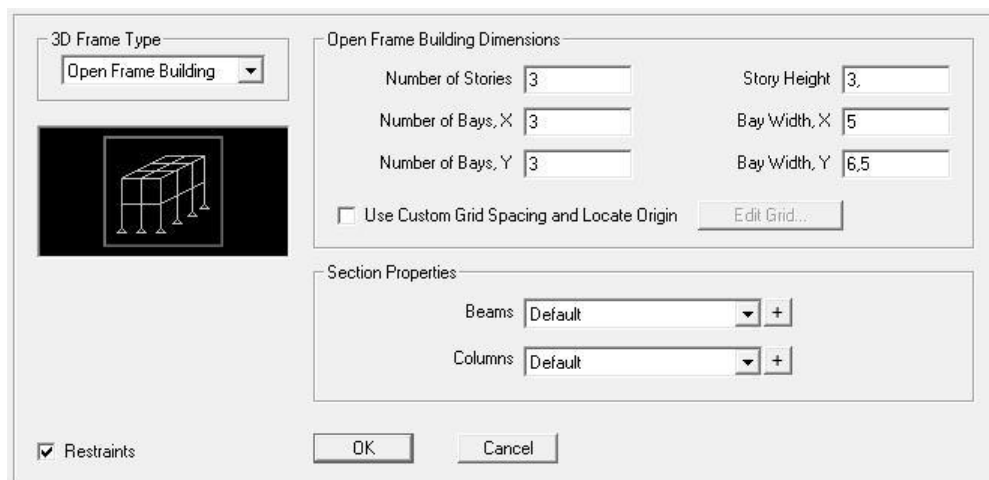 3D Frame Type
Open Frame Building
Open Frame Building Dimensions
Number of Stories 3 Story Height 3,
Number of Bays, X 3 Bay Width, X 5
Number of Bays, Y 3 Bay Width, Y 6,5
Use Custom Grid Spacing and Locate Origin Edit Grid...
Section Properties
Beams Default +
Columns Default +
Restraints OK Cancel